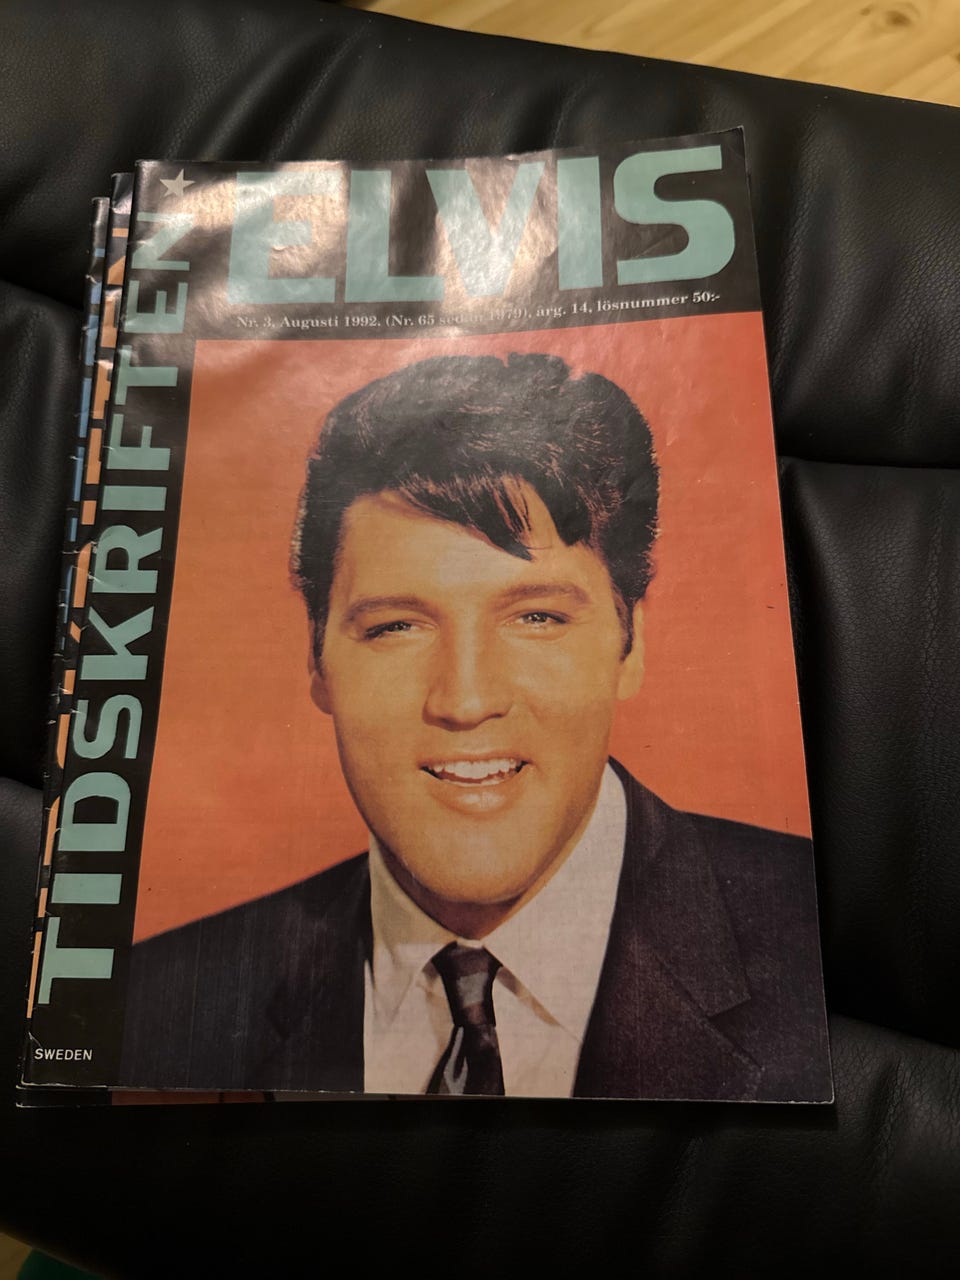 ELVIS
Nr. 3, Augusti 1992, (Nr. 65 sedan 1979), årg. 14, lösnummer 50:-
TIDSKRIFTEN
SWEDEN